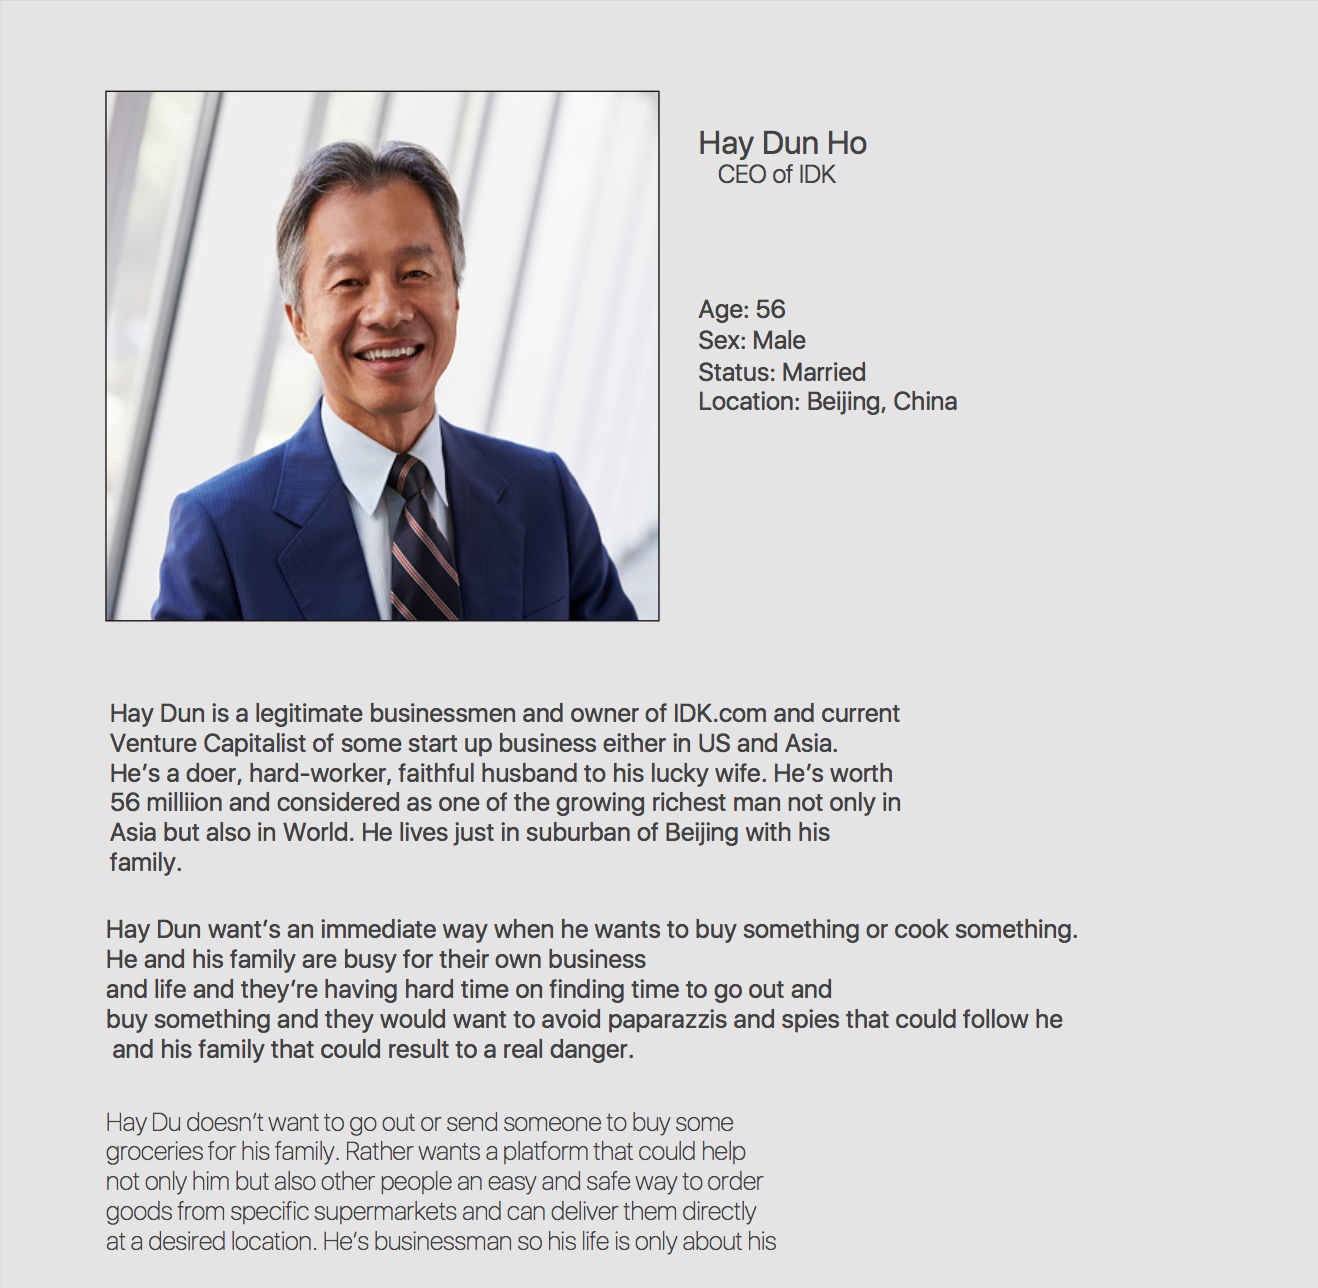 Hay Dun Ho
CEO of IDK
Age: 56
Sex: Male
Status: Married
Location: Beijing, China
Hay Dun is a legitimate businessmen and owner of IDK.com and current
Venture Capitalist of some start up business either in US and Asia.
He’s a doer, hard-worker, faithful husband to his lucky wife. He’s worth
56 milliion and considered as one of the growing richest man not only in
Asia but also in World. He lives just in suburban of Beijing with his
family.
Hay Dun want’s an immediate way when he wants to buy something or cook something.
He and his family are busy for their own business
and life and they’re having hard time on finding time to go out and
buy something and they would want to avoid paparazzis and spies that could follow he
and his family that could result to a real danger.
Hay Du doesn’t want to go out or send someone to buy some
groceries for his family. Rather wants a platform that could help
not only him but also other people an easy and safe way to order
goods from specific supermarkets and can deliver them directly
at a desired location. He’s businessman so his life is only about his